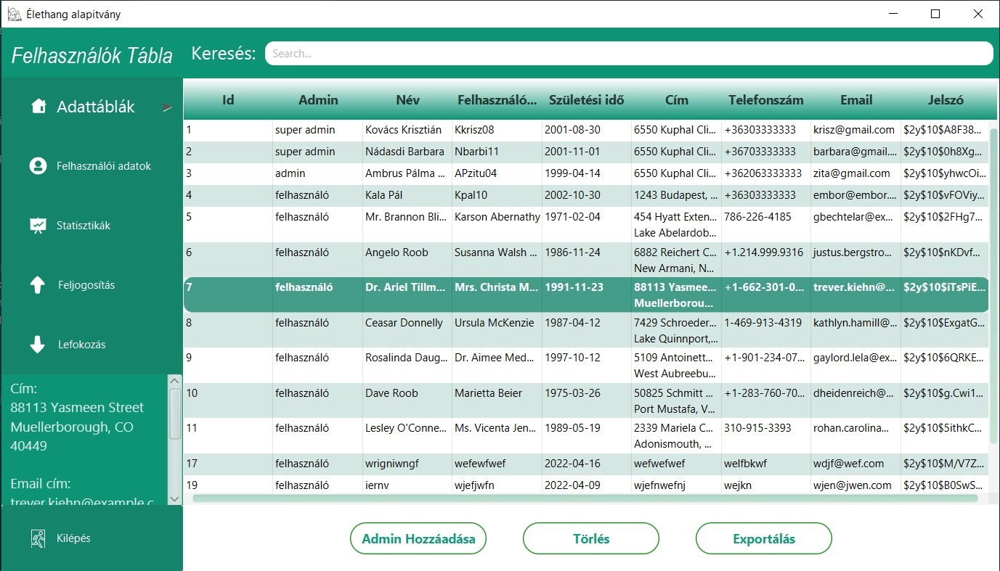 Élethang alapitvány
Felhasználók Tábla Keresés: Search...
Adattáblák
Felhasználói adatok
Statisztikák
Feljogosítás
Lefokozás
Cím:
88113 Yasmeen Street
Muellerborough, CO
40449
Email cím:
trever.kiehn@example.c
Kilépés
Id Admin Név Felhasználó... Születési idő Cím Telefonszám Email Jelszó
1 super admin Kovács Krisztián Kkrisz08 2001-08-30 6550 Kuphal Cli... +36303333333 krisz@gmail.com $2y$10$A8F38...
2 super admin Nádasdi Barbara Nbarbi11 2001-11-01 6550 Kuphal Cli... +36703333333 barbara@gmail.... $2y$10$0h8Xg...
3 admin Ambrus Pálma ... APzitu04 1999-04-14 6550 Kuphal Cli... +362063333333 zita@gmail.com $2y$10$yhwcOi...
4 felhasználó Kala Pál Kpal10 2002-10-30 1243 Budapest, ... +36303333333 embor@embor.... $2y$10$vFOViy...
5 felhasználó Mr. Brannon Bli... Karson Abernathy 1971-02-04 454 Hyatt Exten... 786-226-4185 gbechtelar@ex... $2y$10$2FHg7...
Lake Abelardob...
6 felhasználó Angelo Roob Susanna Walsh ... 1986-11-24 6882 Reichert C... +1.214.999.9316 justus.bergstro... $2y$10$nKDvf...
New Armani, N...
7 felhasználó Dr. Ariel Tillm... Mrs. Christa M... 1991-11-23 88113 Yasmee... +1-662-301-0... trever.kiehn@... $2y$10$iTsPiE...
Muellerborou...
8 felhasználó Ceasar Donnelly Ursula McKenzie 1987-04-12 7429 Schroeder... 1-469-913-4319 kathlyn.hamill@... $2y$10$ExgatG...
Lake Quinnport,...
9 felhasználó Rosalinda Daug... Dr. Aimee Med... 1997-10-12 5109 Antoinett... +1-901-234-07... gaylord.lela@ex... $2y$10$6QRKE...
West Aubreebu...
10 felhasználó Dave Roob Marietta Beier 1975-03-26 50825 Schmitt ... +1-283-760-70... dheidenreich@... $2y$10$g.Cwi1...
Port Mustafa, V...
11 felhasználó Lesley O'Conne... Ms. Vicenta Jen... 1989-05-19 2339 Mariela C... 310-915-3393 rohan.carolina... $2y$10$5ithkC...
Adonismouth, ...
17 felhasználó wrigniwngf wefewfwef 2022-04-16 wefwefwef welfbkwf wdjf@wef.com $2y$10$M/V7Z...
19 felhasználó iernv wjefjwfn 2022-04-09 wjefnwefnj wejkn wjen@jwen.com $2y$10$B0SwS...
Admin Hozzáadása Törlés Exportálás